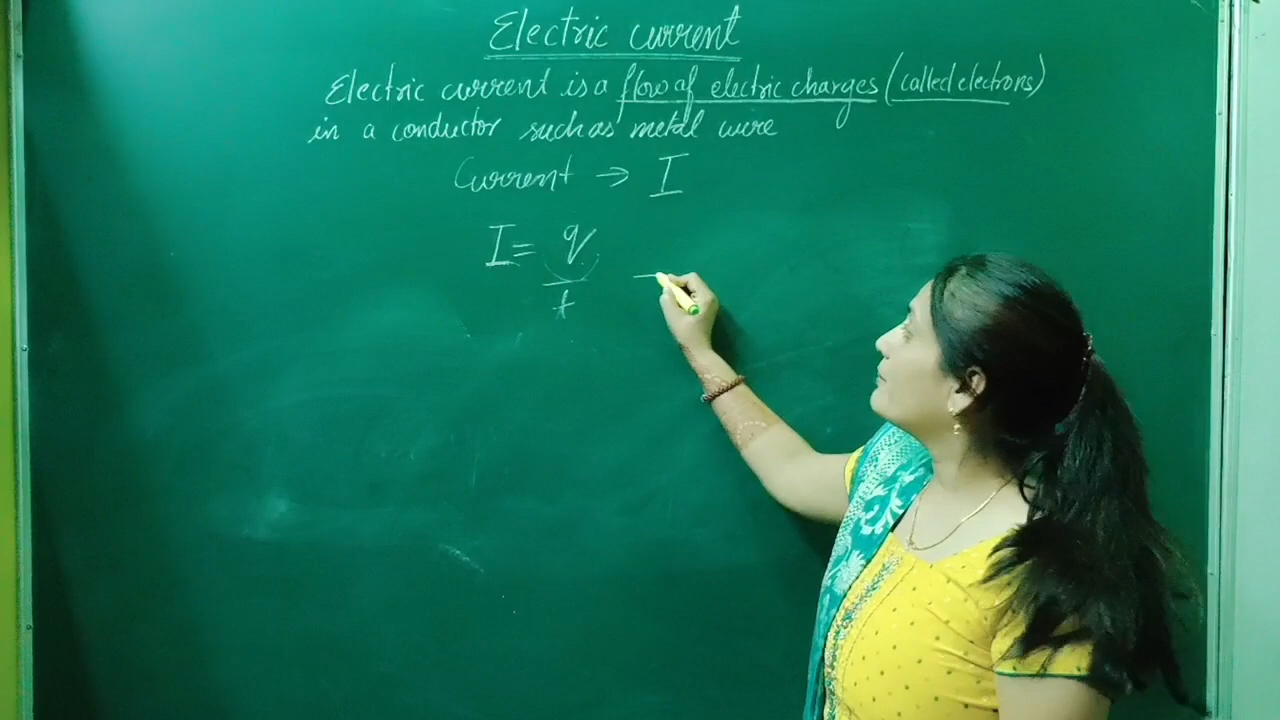 Electric current
Electric current is a flow of electric charges (called electrons)
in a conductor such as metal wire
Current → I
I = q
t